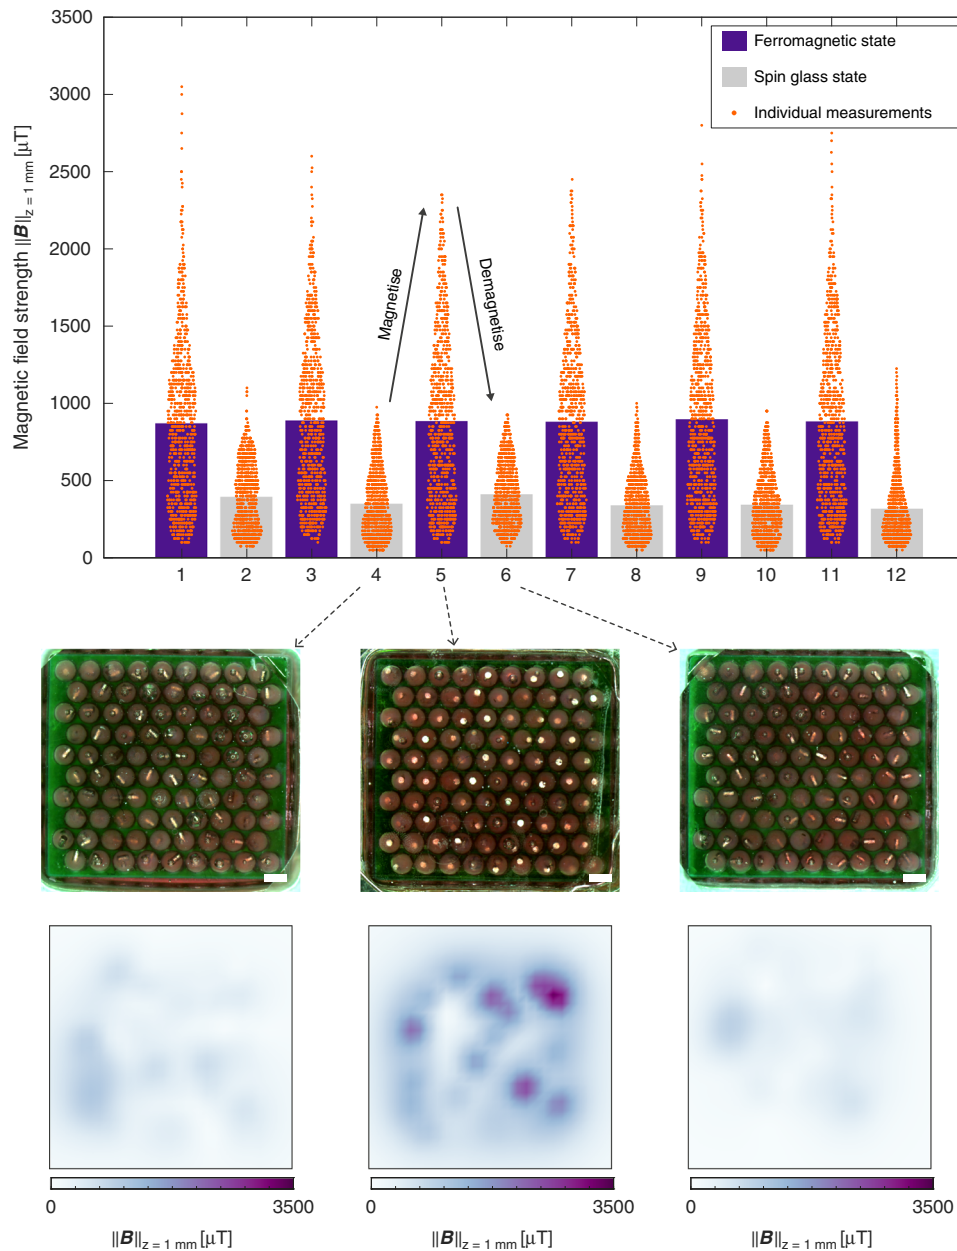 3500
3000
2500
2000
1500
1000
500
0
Magnetic field strength ||B||z = 1 mm [µT]
Ferromagnetic state
Spin glass state
Individual measurements
Magnetise
Demagnetise
1 2 3 4 5 6 7 8 9 10 11 12
0 3500 0 3500 0 3500
||B||z = 1 mm [µT] ||B||z = 1 mm [µT] ||B||z = 1 mm [µT]